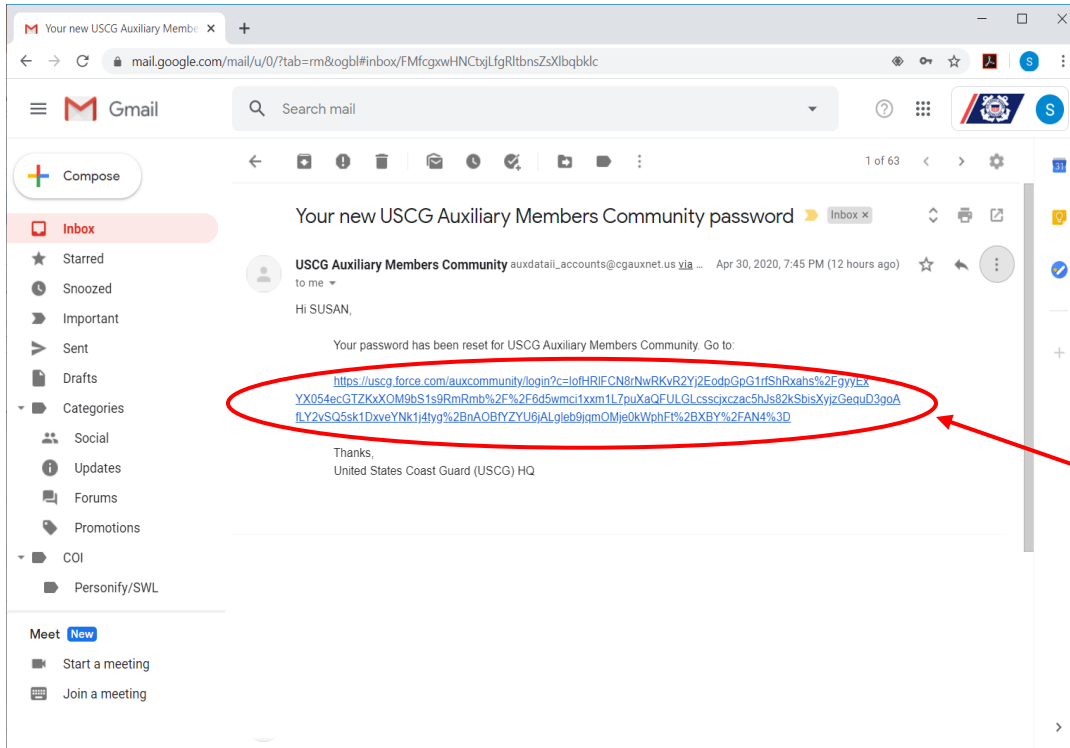 Your new USCG Auxiliary Membe
mail.google.com/mail/u/0/?tab=rm&ogbl#inbox/FMfcgxwHNCtxjLfgRltbnsZsXlbqbklc
S
Gmail
Search mail
S
Compose
1 of 63
31
Your new USCG Auxiliary Members Community password
Inbox ×
Inbox
Starred
Snoozed
Important
Sent
Drafts
Categories
Social
Updates
Forums
Promotions
COI
Personify/SWL
Meet New
Start a meeting
Join a meeting
USCG Auxiliary Members Community auxdataii_accounts@cgauxnet.us via … Apr 30, 2020, 7:45 PM (12 hours ago)
to me
Hi SUSAN,
Your password has been reset for USCG Auxiliary Members Community. Go to:
https://uscg.force.com/auxcommunity/login?c=IofHRlFCN8rNwRKvR2Yj2EodpGpG1rfShRxahs%2FgyyEx
YX054ecGTZKxXOM9bS1s9RmRmb%2F%2F6d5wmci1xxm1L7puXaQFULGLcsscjxczac5hJs82kSbisXyjzGequD3goA
fLY2vSQ5sk1DxveYNk1j4tyg%2BnAOBfYZYU6jALgleb9jqmOMje0kWphFt%2BXBY%2FAN4%3D
Thanks,
United States Coast Guard (USCG) HQ